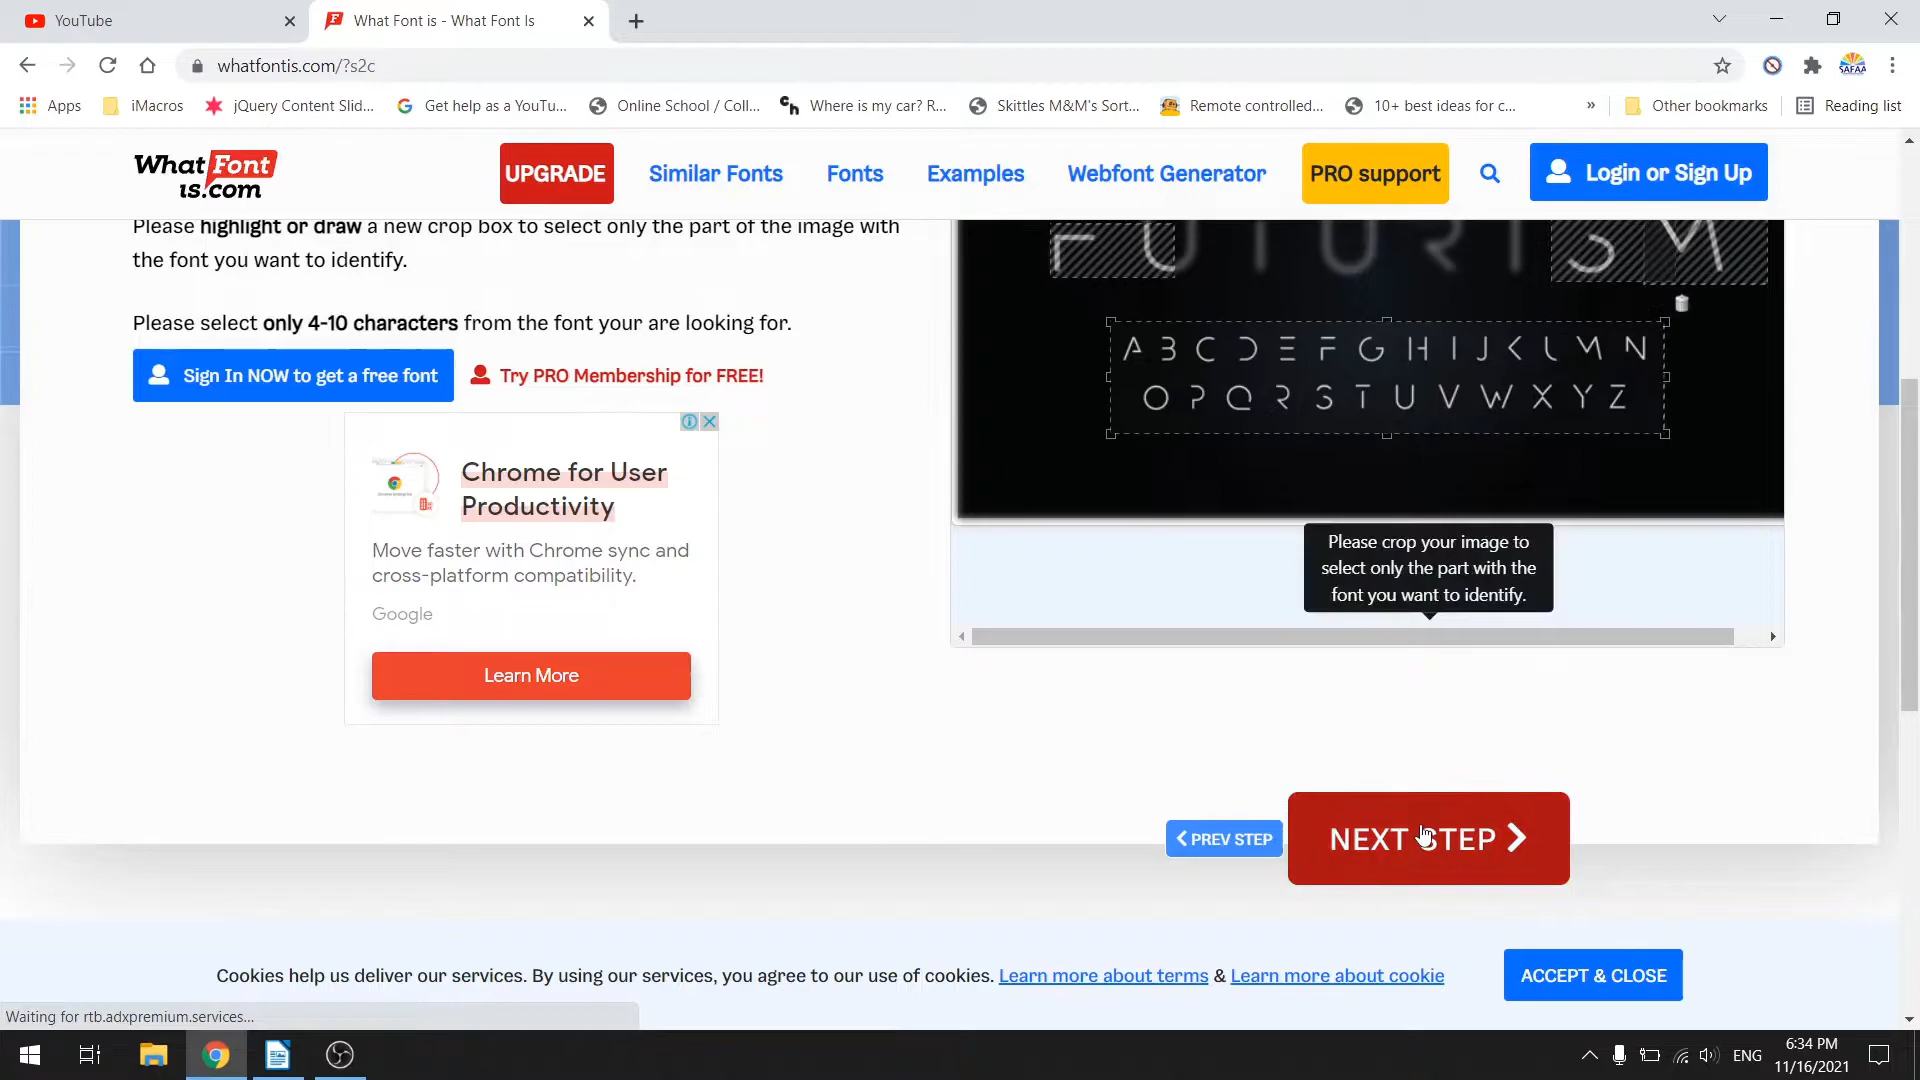 YouTube
What Font is - What Font Is
whatfontis.com/?s2c
Apps
iMacros
jQuery Content Slid...
Get help as a YouTu...
Online School / Coll...
Where is my car? R...
Skittles M&M's Sort...
Remote controlled...
10+ best ideas for c...
»
Other bookmarks
Reading list
SAFAA
What Font is.com
UPGRADE
Similar Fonts
Fonts
Examples
Webfont Generator
PRO support
Login or Sign Up
Please highlight or draw a new crop box to select only the part of the image with
the font you want to identify.
Please select only 4-10 characters from the font your are looking for.
Sign In NOW to get a free font
Try PRO Membership for FREE!
Chrome for User
Productivity
Move faster with Chrome sync and
cross-platform compatibility.
Google
Learn More
FUTURISM
A B C D E F G H I J K L M N
O P Q R S T U V W X Y Z
Please crop your image to
select only the part with the
font you want to identify.
PREV STEP
NEXT STEP
Cookies help us deliver our services. By using our services, you agree to our use of cookies. Learn more about terms & Learn more about cookie
ACCEPT & CLOSE
Waiting for rtb.adxpremium.services...
ENG
6:34 PM
11/16/2021